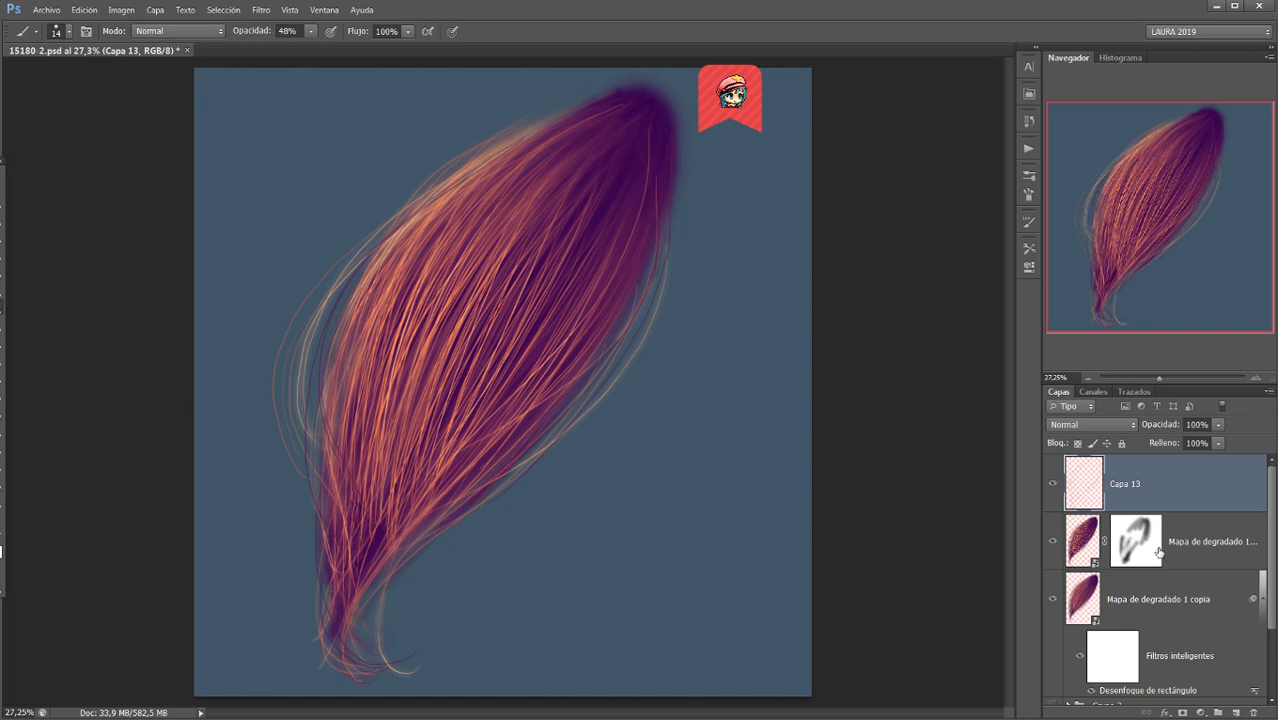 Ps Archivo Edición Imagen Capa Texto Selección Filtro Vista Ventana Ayuda
14 Modo: Normal Opacidad: 48% Flujo: 100% LAURA 2019
15180-2.psd al 27,3% (Capa 13, RGB/8) * ×
Navegador Histograma
27,25%
Capas Canales Trazados
Tipo
Normal Opacidad: 100%
Bloq.: Relleno: 100%
Capa 13
Mapa de degradado 1...
Mapa de degradado 1 copia
Filtros inteligentes
Desenfoque de rectángulo
27,25% Doc: 33,9 MB/582,5 MB